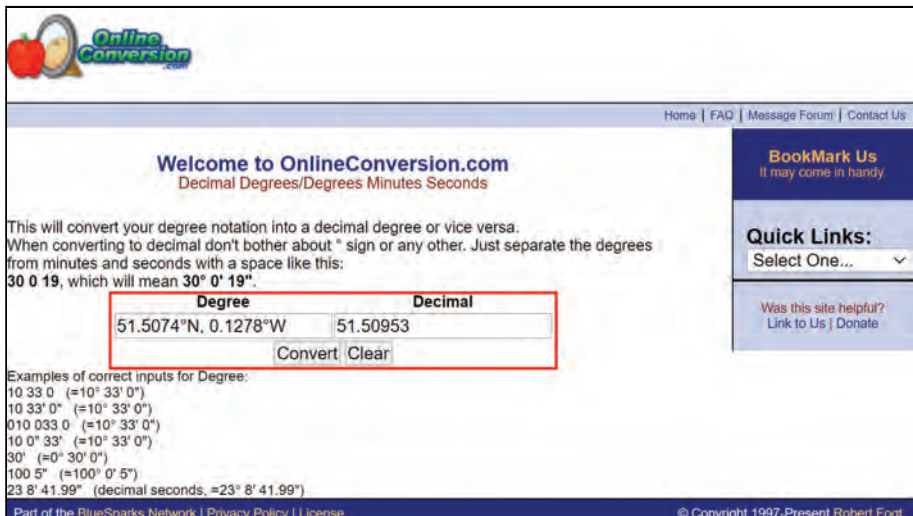 Online
Conversion
.com
Home | FAQ | Message Forum | Contact Us
Welcome to OnlineConversion.com
Decimal Degrees/Degrees Minutes Seconds
This will convert your degree notation into a decimal degree or vice versa.
When converting to decimal don't bother about ° sign or any other. Just separate the degrees
from minutes and seconds with a space like this:
30 0 19, which will mean 30° 0' 19".
Degree Decimal
51.5074°N, 0.1278°W 51.50953
Convert Clear
Examples of correct inputs for Degree:
10 33 0 (=10° 33' 0")
10 33' 0" (=10° 33' 0")
010 033 0 (=10° 33' 0")
10 0" 33' (=10° 33' 0")
30' (=0° 30' 0")
100 5" (=100° 0' 5")
23 8' 41.99" (decimal seconds, =23° 8' 41.99")
BookMark Us
It may come in handy.
Quick Links:
Select One...
Was this site helpful?
Link to Us | Donate
Part of the BlueSparks Network | Privacy Policy | License
© Copyright 1997-Present Robert Fogt